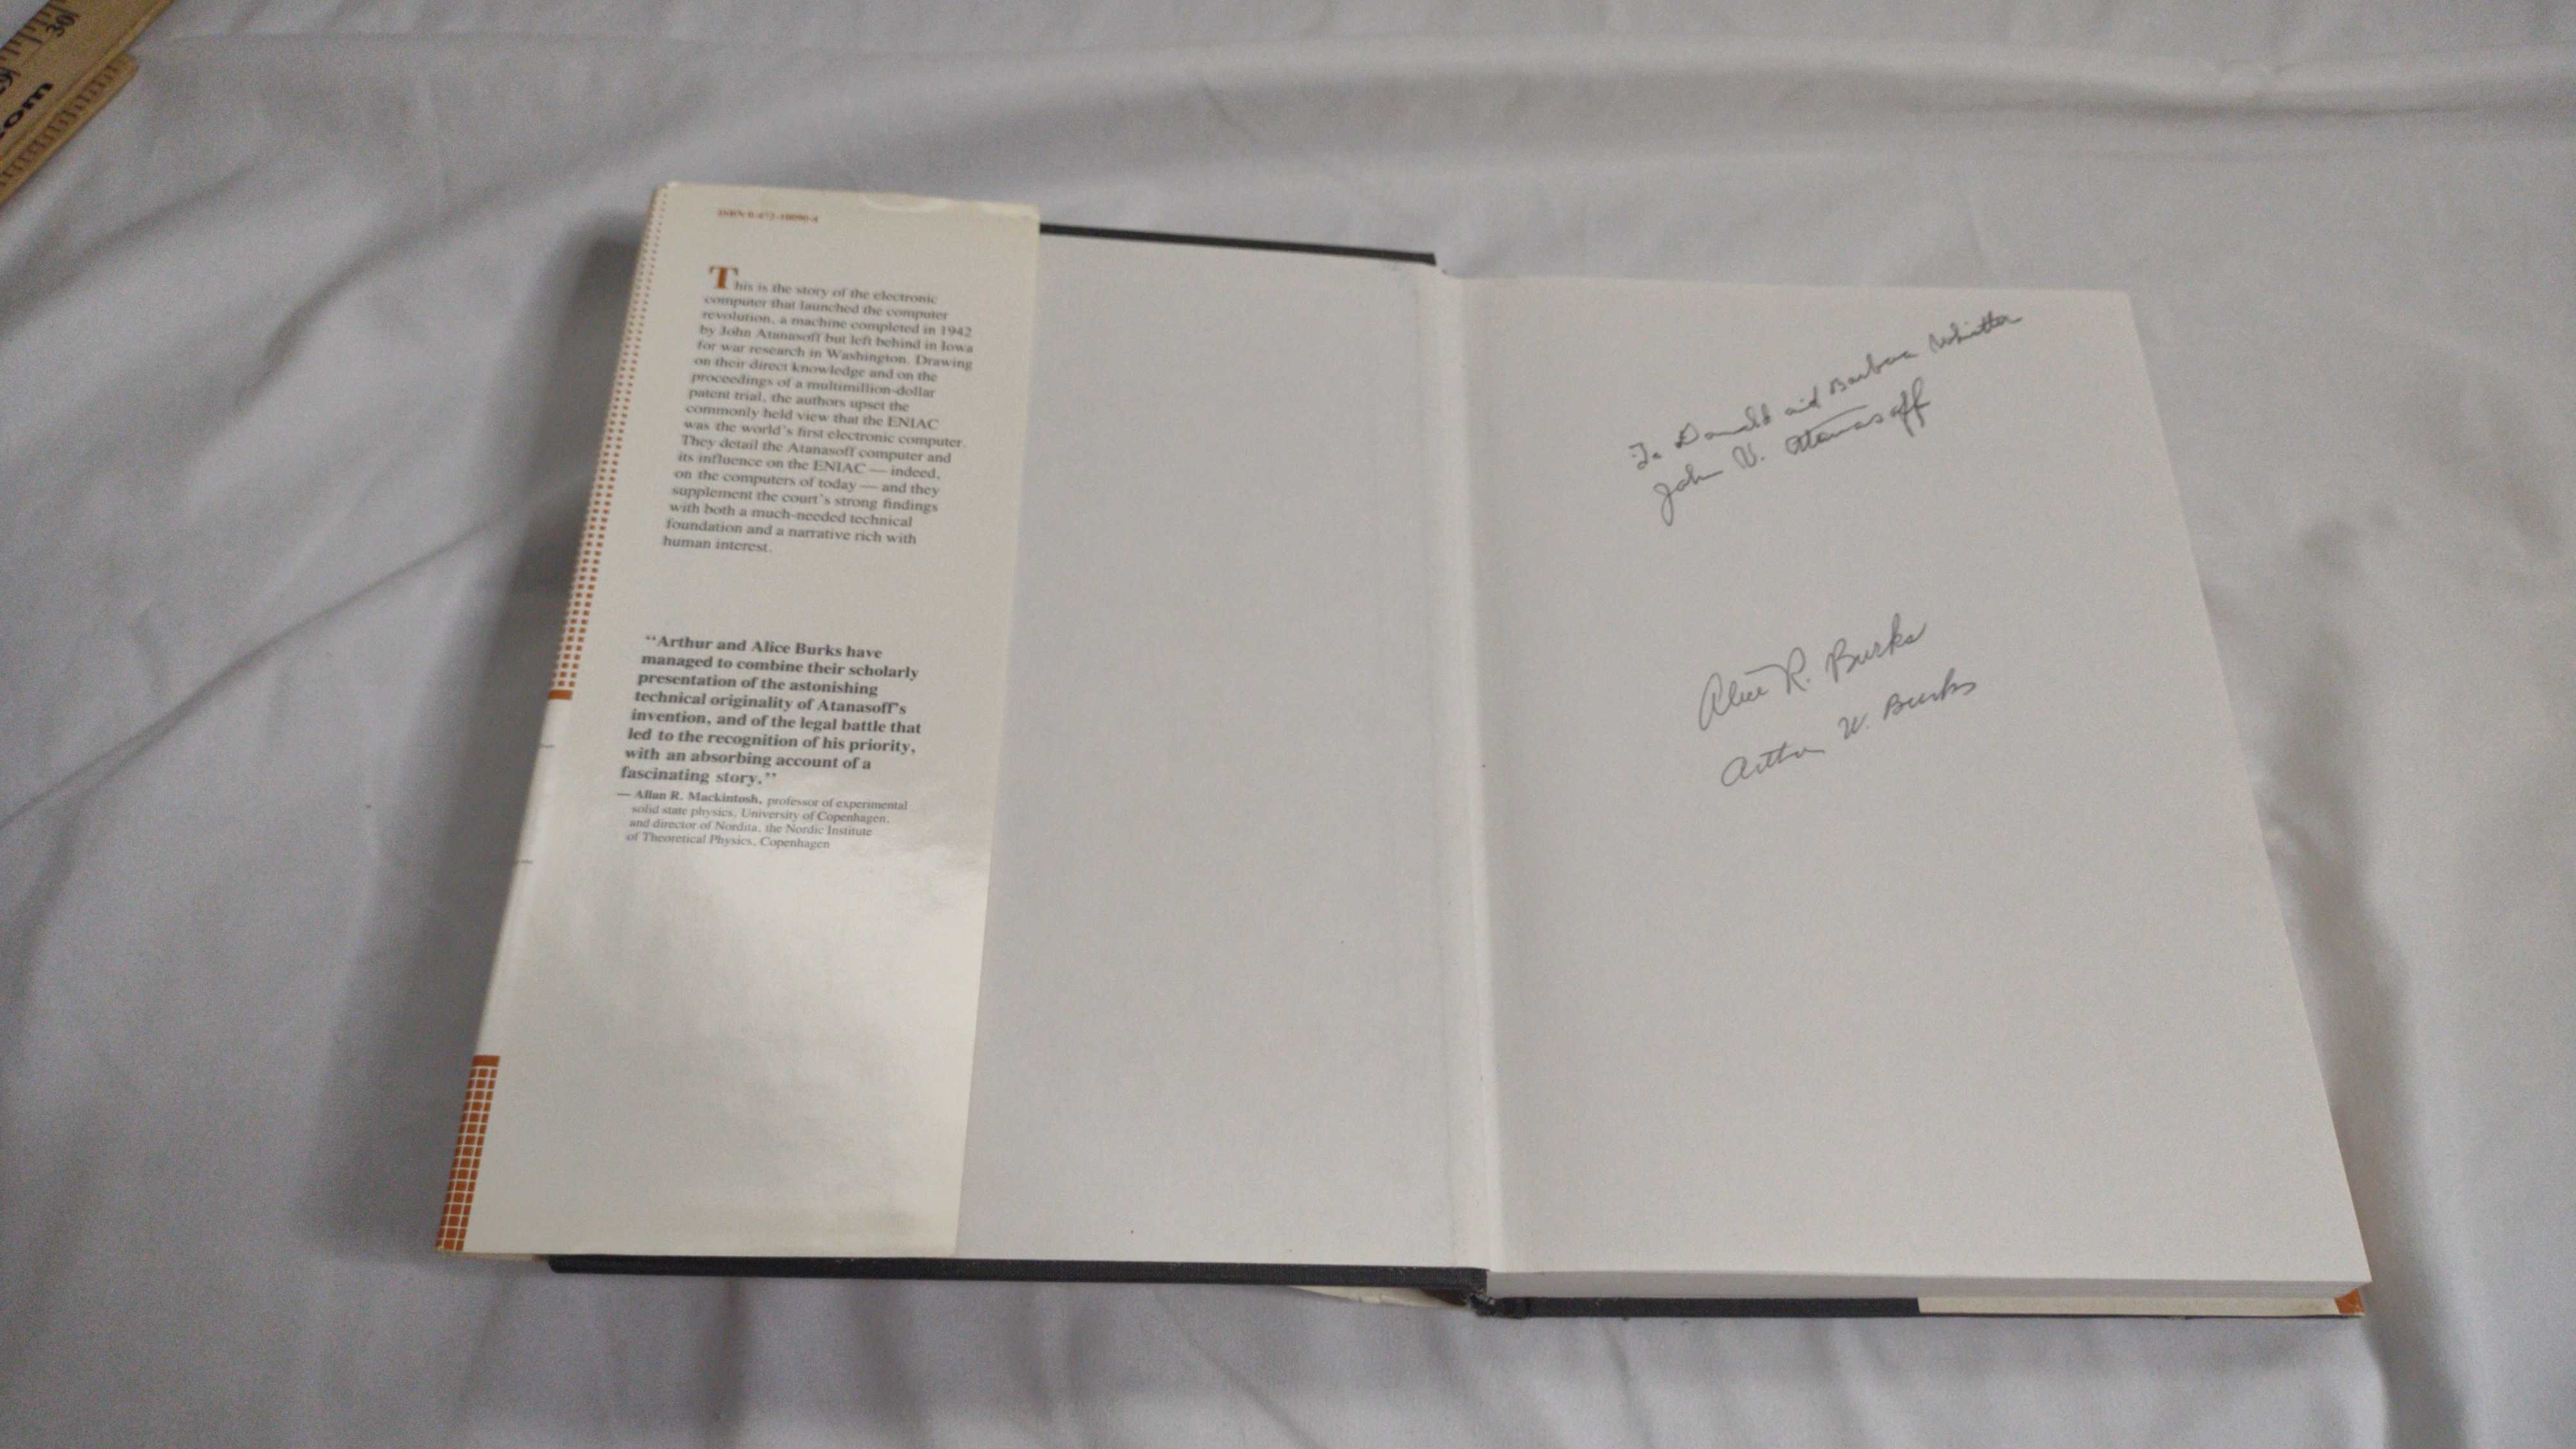 30
29
.com
ISBN 0-472-10090-4
This is the story of the electronic
computer that launched the computer
revolution, a machine completed in 1942
by John Atanasoff but left behind in Iowa
for war research in Washington. Drawing
on their direct knowledge and on the
proceedings of a multimillion-dollar
patent trial, the authors upset the
commonly held view that the ENIAC
was the world's first electronic computer.
They detail the Atanasoff computer and
its influence on the ENIAC — indeed,
on the computers of today — and they
supplement the court's strong findings
with both a much-needed technical
foundation and a narrative rich with
human interest.
"Arthur and Alice Burks have
managed to combine their scholarly
presentation of the astonishing
technical originality of Atanasoff's
invention, and of the legal battle that
led to the recognition of his priority,
with an absorbing account of a
fascinating story."
— Allan R. Mackintosh, professor of experimental
solid state physics, University of Copenhagen,
and director of Nordita, the Nordic Institute
of Theoretical Physics, Copenhagen
To Donald and Barbara
John V. Atanasoff
Alice R. Burks
Arthur W. Burks